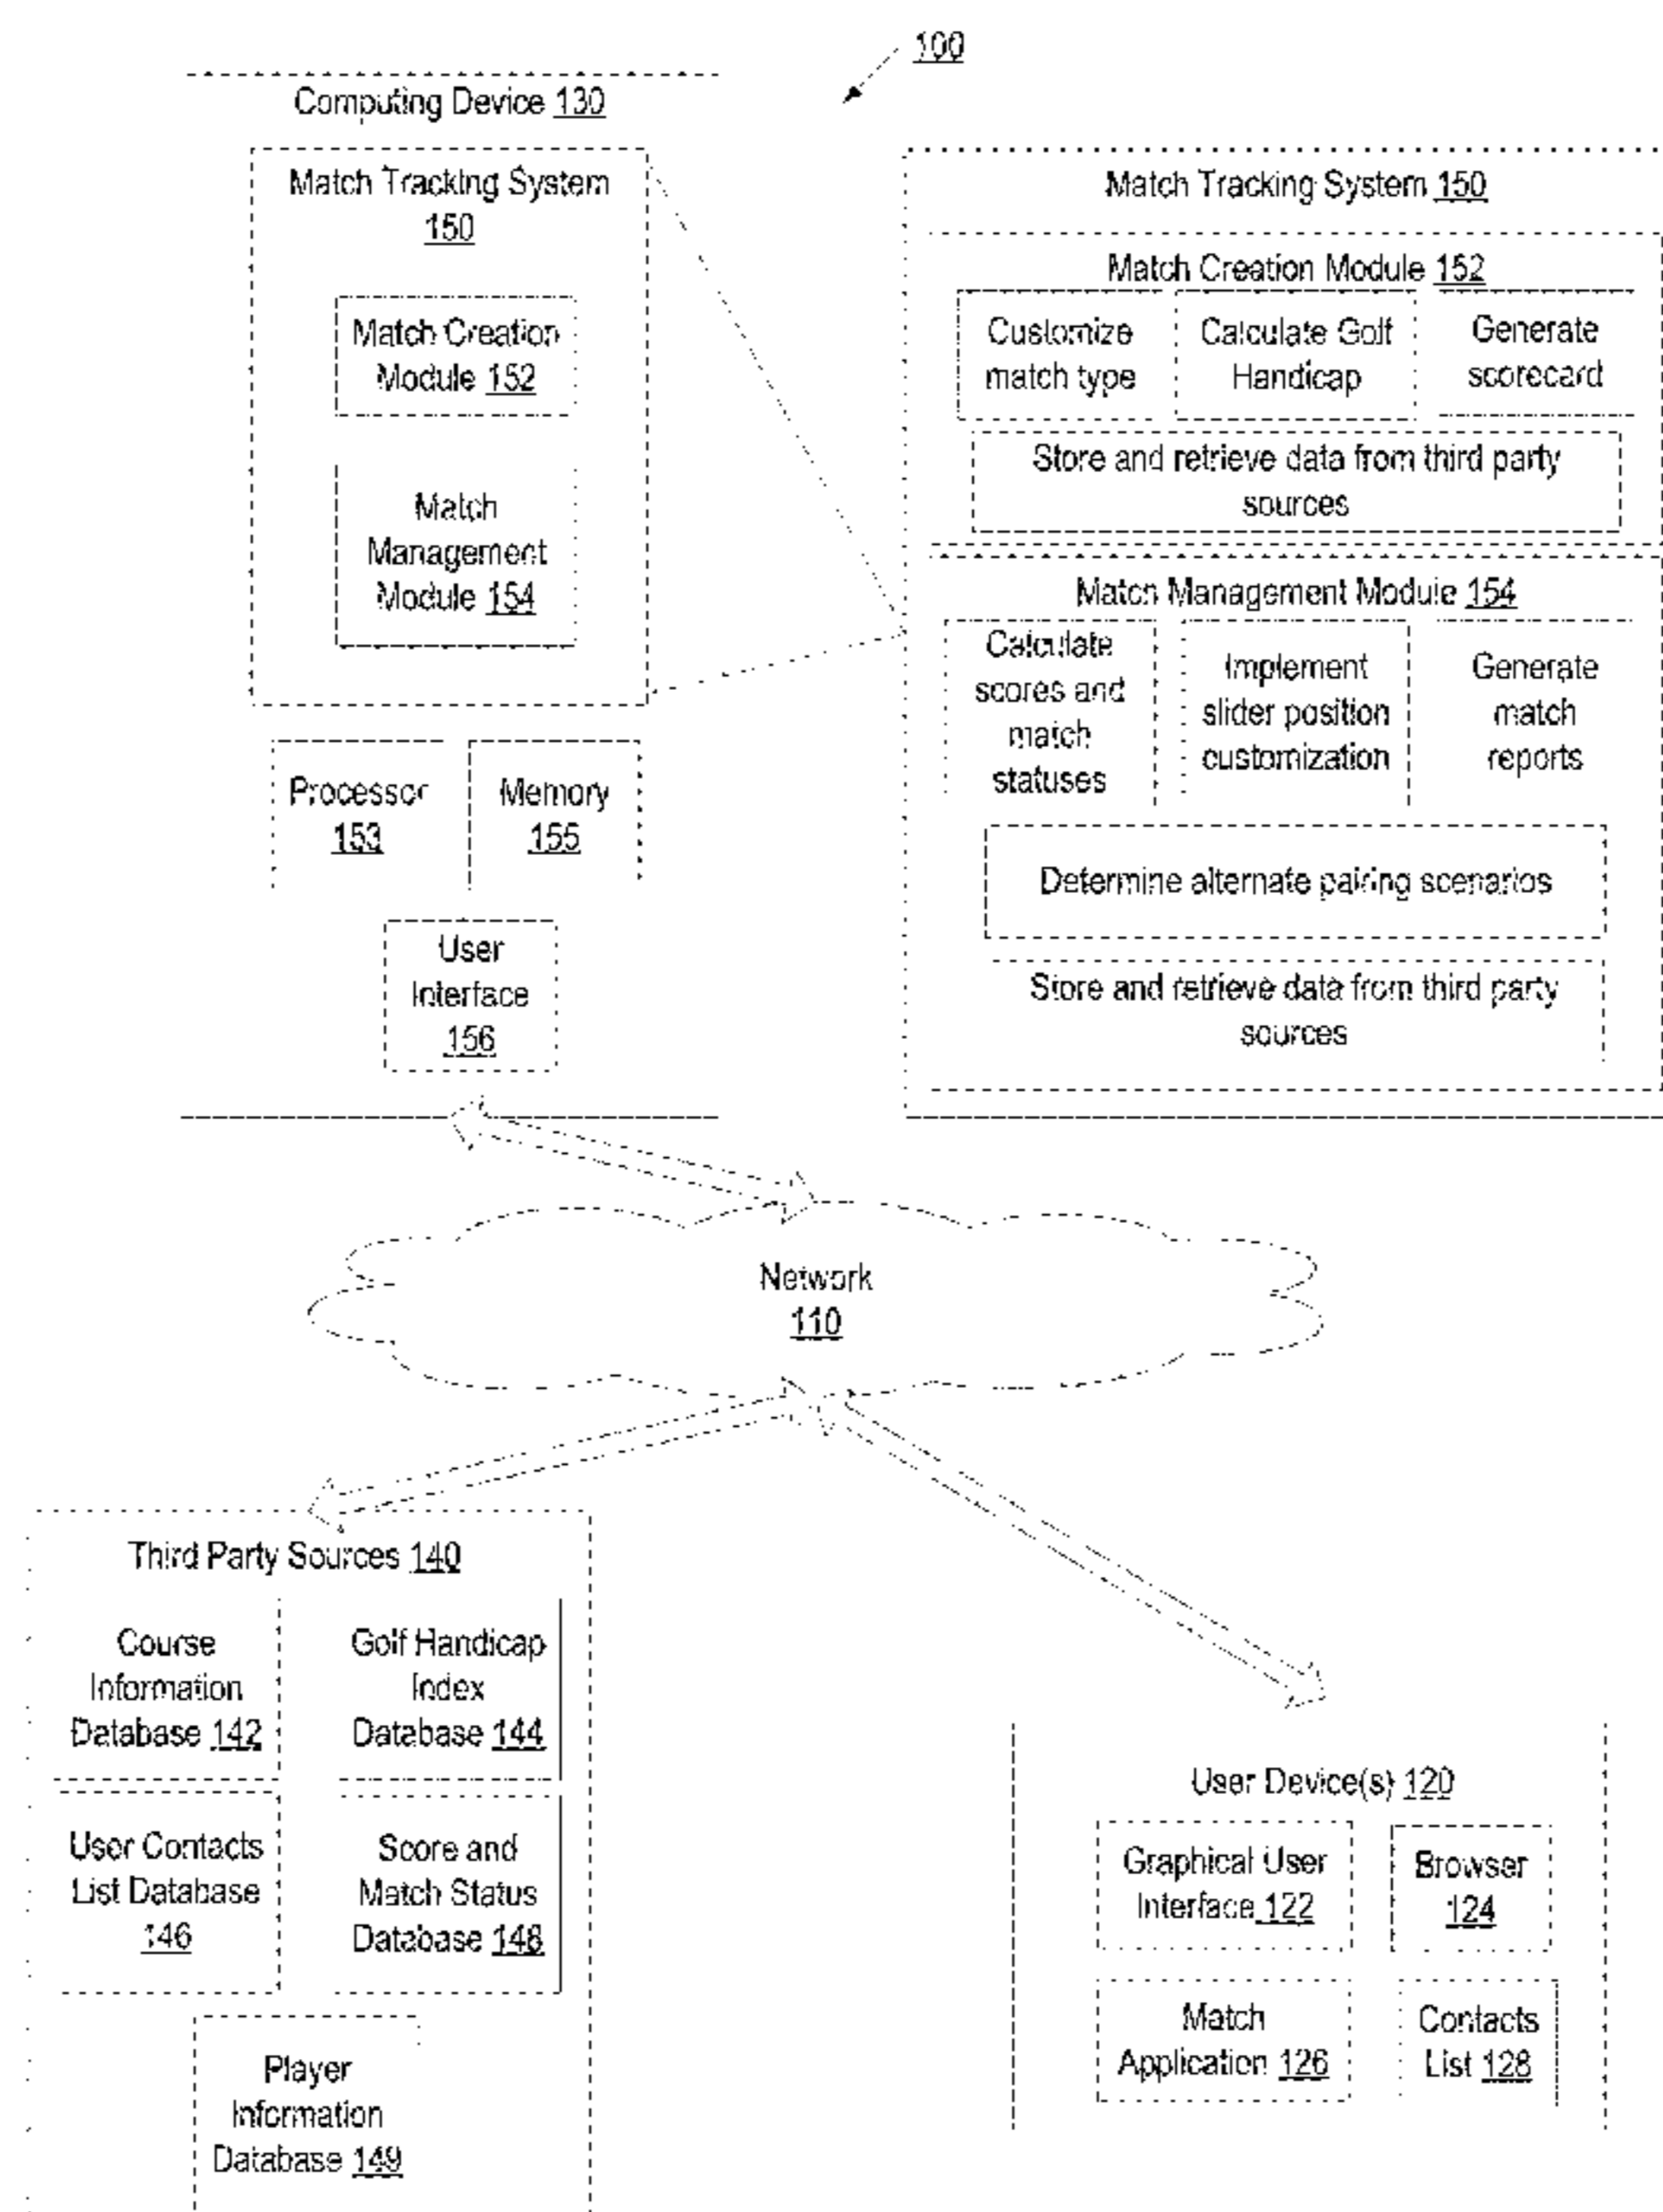 100
Computing Device 130
Match Tracking System
150
Match Creation
Module 152
Match
Management
Module 154
Processor
153
Memory
155
User
Interface
156
Match Tracking System 150
Match Creation Module 152
Customize
match type
Calculate Golf
Handicap
Generate
scorecard
Store and retrieve data from third party
sources
Match Management Module 154
Calculate
scores and
match
statuses
Implement
slider position
customization
Generate
match
reports
Determine alternate pairing scenarios
Store and retrieve data from third party
sources
Network
110
Third Party Sources 140
Course
Information
Database 142
Golf Handicap
Index
Database 144
User Contacts
List Database
146
Score and
Match Status
Database 148
Player
Information
Database 149
User Device(s) 120
Graphical User
Interface 122
Browser
124
Match
Application 126
Contacts
List 128